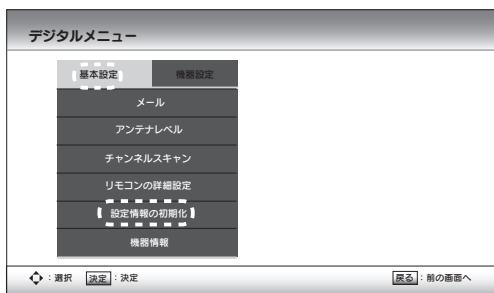 デジタルメニュー
基本設定 機器設定
メール
アンテナレベル
チャンネルスキャン
リモコンの詳細設定
設定情報の初期化
機器情報
:選択 決定:決定 戻る:前の画面へ